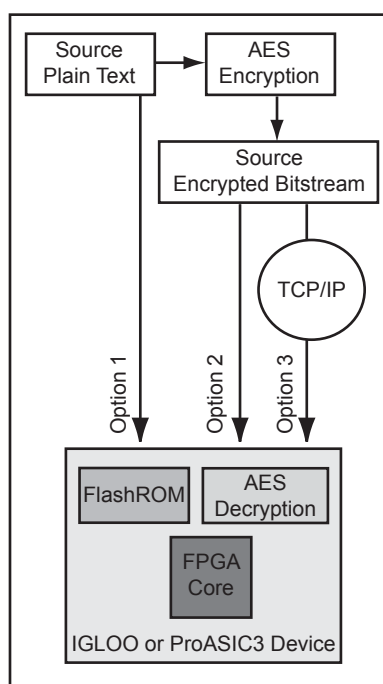 Source
Plain Text
AES
Encryption
Source
Encrypted Bitstream
TCP/IP
Option 1
Option 2
Option 3
FlashROM
AES
Decryption
FPGA
Core
IGLOO or ProASIC3 Device